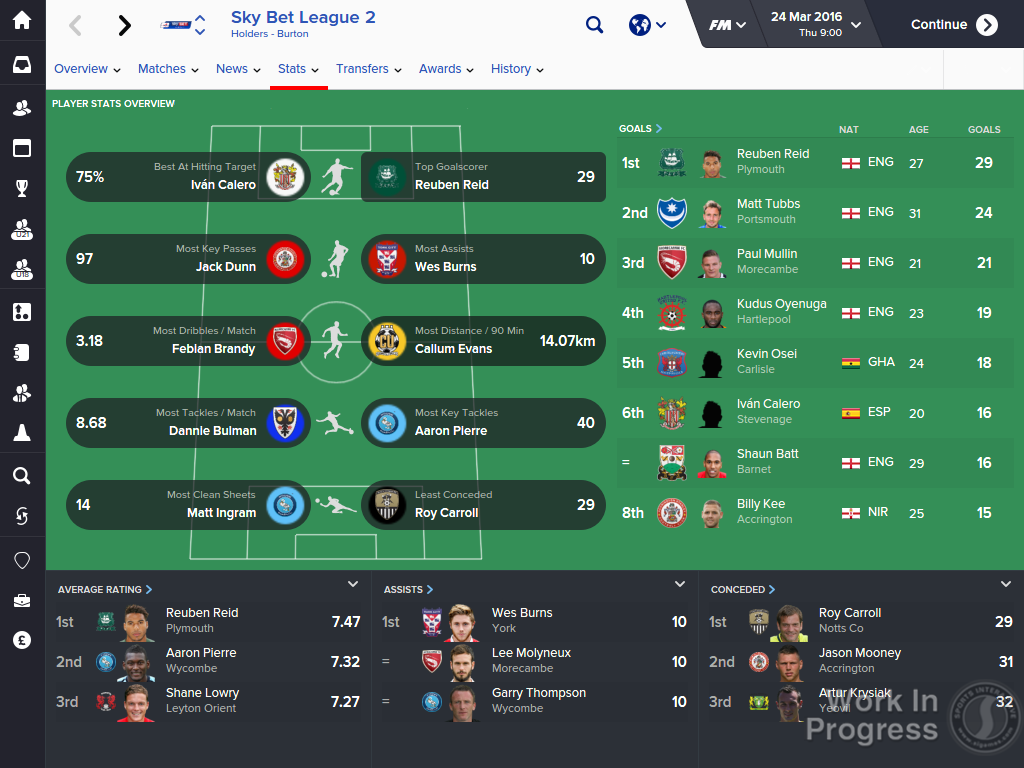 Sky Bet League 2
Holders - Burton
FM
24 Mar 2016
Thu 9:00
Continue
Overview
Matches
News
Stats
Transfers
Awards
History
PLAYER STATS OVERVIEW
75%
Best At Hitting Target
Iván Calero
Top Goalscorer
Reuben Reid
29
97
Most Key Passes
Jack Dunn
Most Assists
Wes Burns
10
3.18
Most Dribbles / Match
Febian Brandy
Most Distance / 90 Min
Callum Evans
14.07km
8.68
Most Tackles / Match
Dannie Bulman
Most Key Tackles
Aaron Pierre
40
14
Most Clean Sheets
Matt Ingram
Least Conceded
Roy Carroll
29
GOALS
NAT AGE GOALS
1st Reuben Reid ENG 27 29
Plymouth
2nd Matt Tubbs ENG 31 24
Portsmouth
3rd Paul Mullin ENG 21 21
Morecambe
4th Kudus Oyenuga ENG 23 19
Hartlepool
5th Kevin Osei GHA 24 18
Carlisle
6th Iván Calero ESP 20 16
Stevenage
= Shaun Batt ENG 29 16
Barnet
8th Billy Kee NIR 25 15
Accrington
U21
U18
AVERAGE RATING
1st Reuben Reid 7.47
Plymouth
2nd Aaron Pierre 7.32
Wycombe
3rd Shane Lowry 7.27
Leyton Orient
ASSISTS
1st Wes Burns 10
York
= Lee Molyneux 10
Morecambe
= Garry Thompson 10
Wycombe
CONCEDED
1st Roy Carroll 29
Notts Co
2nd Jason Mooney 31
Accrington
3rd Artur Krysiak 32
Yeovil
Work In
Progress